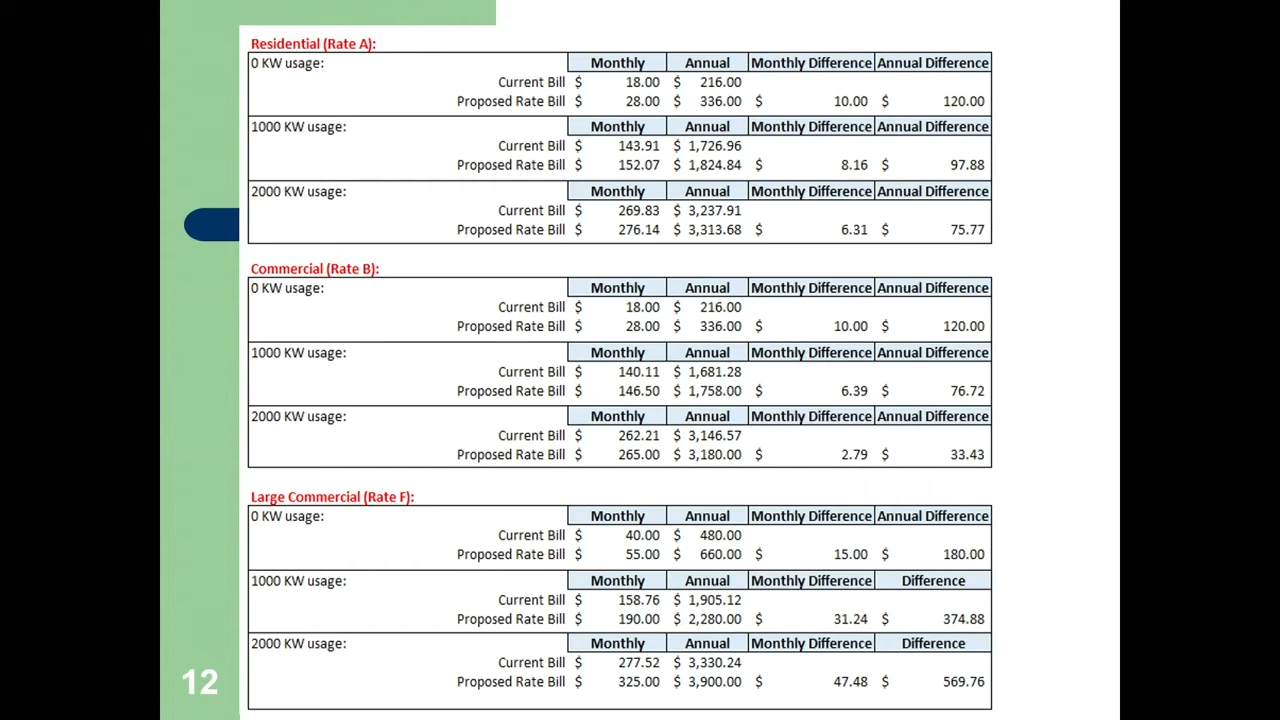 Residential (Rate A):
0 KW usage: Monthly Annual Monthly Difference Annual Difference
Current Bill $ 18.00 $ 216.00
Proposed Rate Bill $ 28.00 $ 336.00 $ 10.00 $ 120.00
1000 KW usage: Monthly Annual Monthly Difference Annual Difference
Current Bill $ 143.91 $ 1,726.96
Proposed Rate Bill $ 152.07 $ 1,824.84 $ 8.16 $ 97.88
2000 KW usage: Monthly Annual Monthly Difference Annual Difference
Current Bill $ 269.83 $ 3,237.91
Proposed Rate Bill $ 276.14 $ 3,313.68 $ 6.31 $ 75.77
Commercial (Rate B):
0 KW usage: Monthly Annual Monthly Difference Annual Difference
Current Bill $ 18.00 $ 216.00
Proposed Rate Bill $ 28.00 $ 336.00 $ 10.00 $ 120.00
1000 KW usage: Monthly Annual Monthly Difference Annual Difference
Current Bill $ 140.11 $ 1,681.28
Proposed Rate Bill $ 146.50 $ 1,758.00 $ 6.39 $ 76.72
2000 KW usage: Monthly Annual Monthly Difference Annual Difference
Current Bill $ 262.21 $ 3,146.57
Proposed Rate Bill $ 265.00 $ 3,180.00 $ 2.79 $ 33.43
Large Commercial (Rate F):
0 KW usage: Monthly Annual Monthly Difference Annual Difference
Current Bill $ 40.00 $ 480.00
Proposed Rate Bill $ 55.00 $ 660.00 $ 15.00 $ 180.00
1000 KW usage: Monthly Annual Monthly Difference Difference
Current Bill $ 158.76 $ 1,905.12
Proposed Rate Bill $ 190.00 $ 2,280.00 $ 31.24 $ 374.88
2000 KW usage: Monthly Annual Monthly Difference Difference
Current Bill $ 277.52 $ 3,330.24
Proposed Rate Bill $ 325.00 $ 3,900.00 $ 47.48 $ 569.76
12